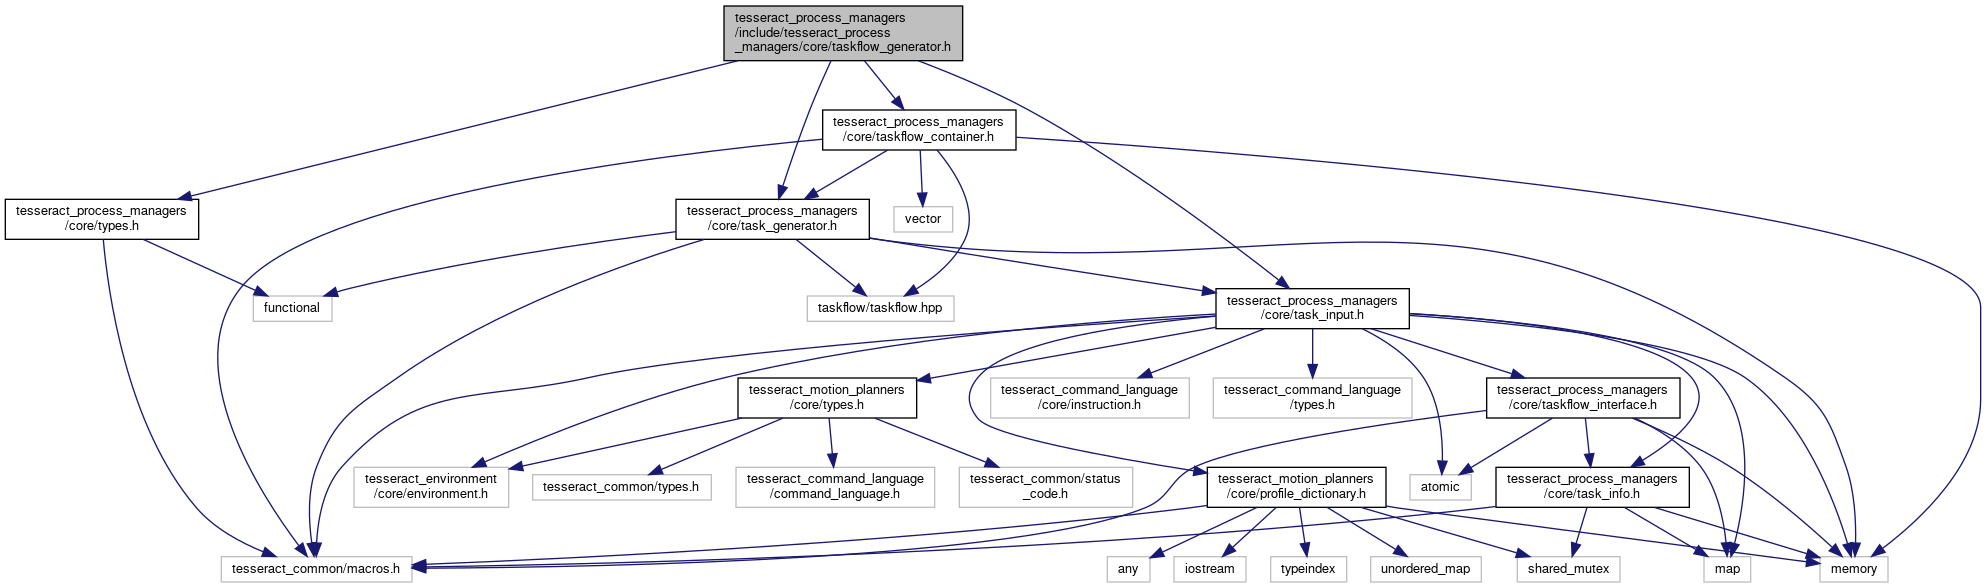 tesseract_process_managers
/include/tesseract_process
_managers/core/taskflow_generator.h
tesseract_process_managers
/core/taskflow_container.h
tesseract_process_managers
/core/types.h
tesseract_process_managers
/core/task_generator.h
vector
functional
taskflow/taskflow.hpp
tesseract_process_managers
/core/task_input.h
tesseract_motion_planners
/core/types.h
tesseract_command_language
/core/instruction.h
tesseract_command_language
/types.h
tesseract_process_managers
/core/taskflow_interface.h
tesseract_environment
/core/environment.h
tesseract_common/types.h
tesseract_command_language
/command_language.h
tesseract_common/status
_code.h
tesseract_motion_planners
/core/profile_dictionary.h
atomic
tesseract_process_managers
/core/task_info.h
tesseract_common/macros.h
any
iostream
typeindex
unordered_map
shared_mutex
map
memory